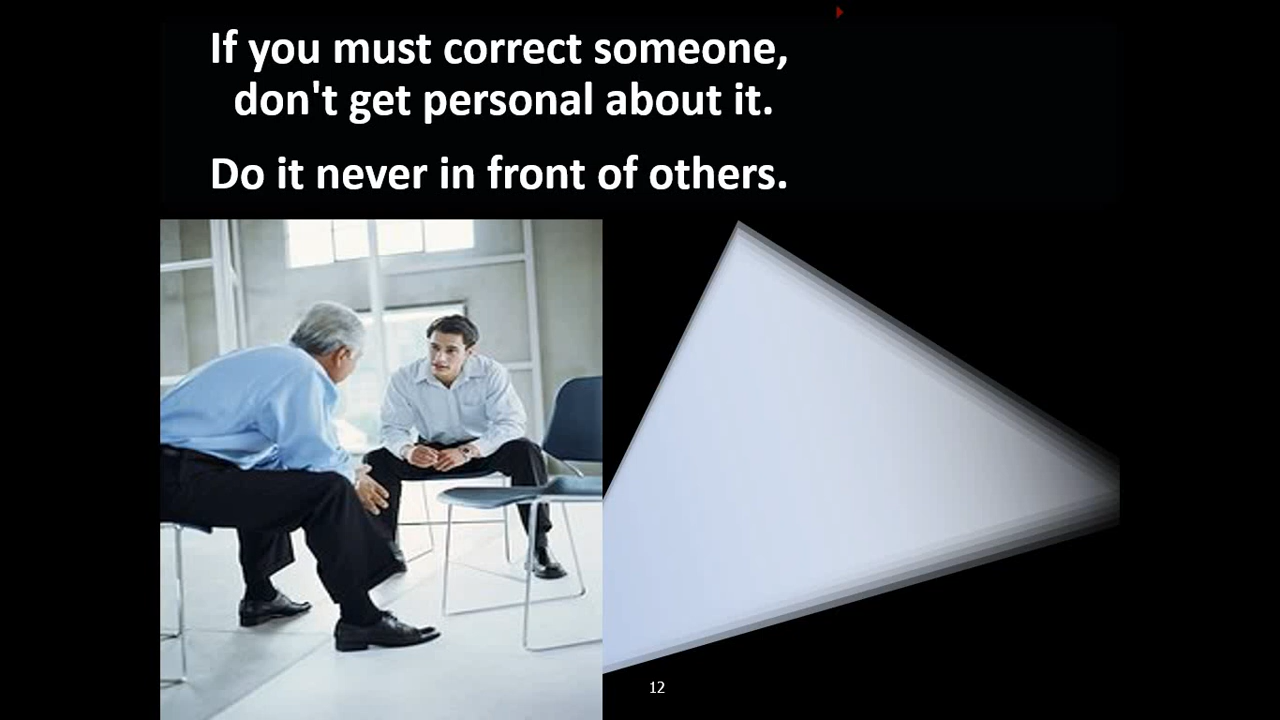 If you must correct someone,
don't get personal about it.
Do it never in front of others.
12